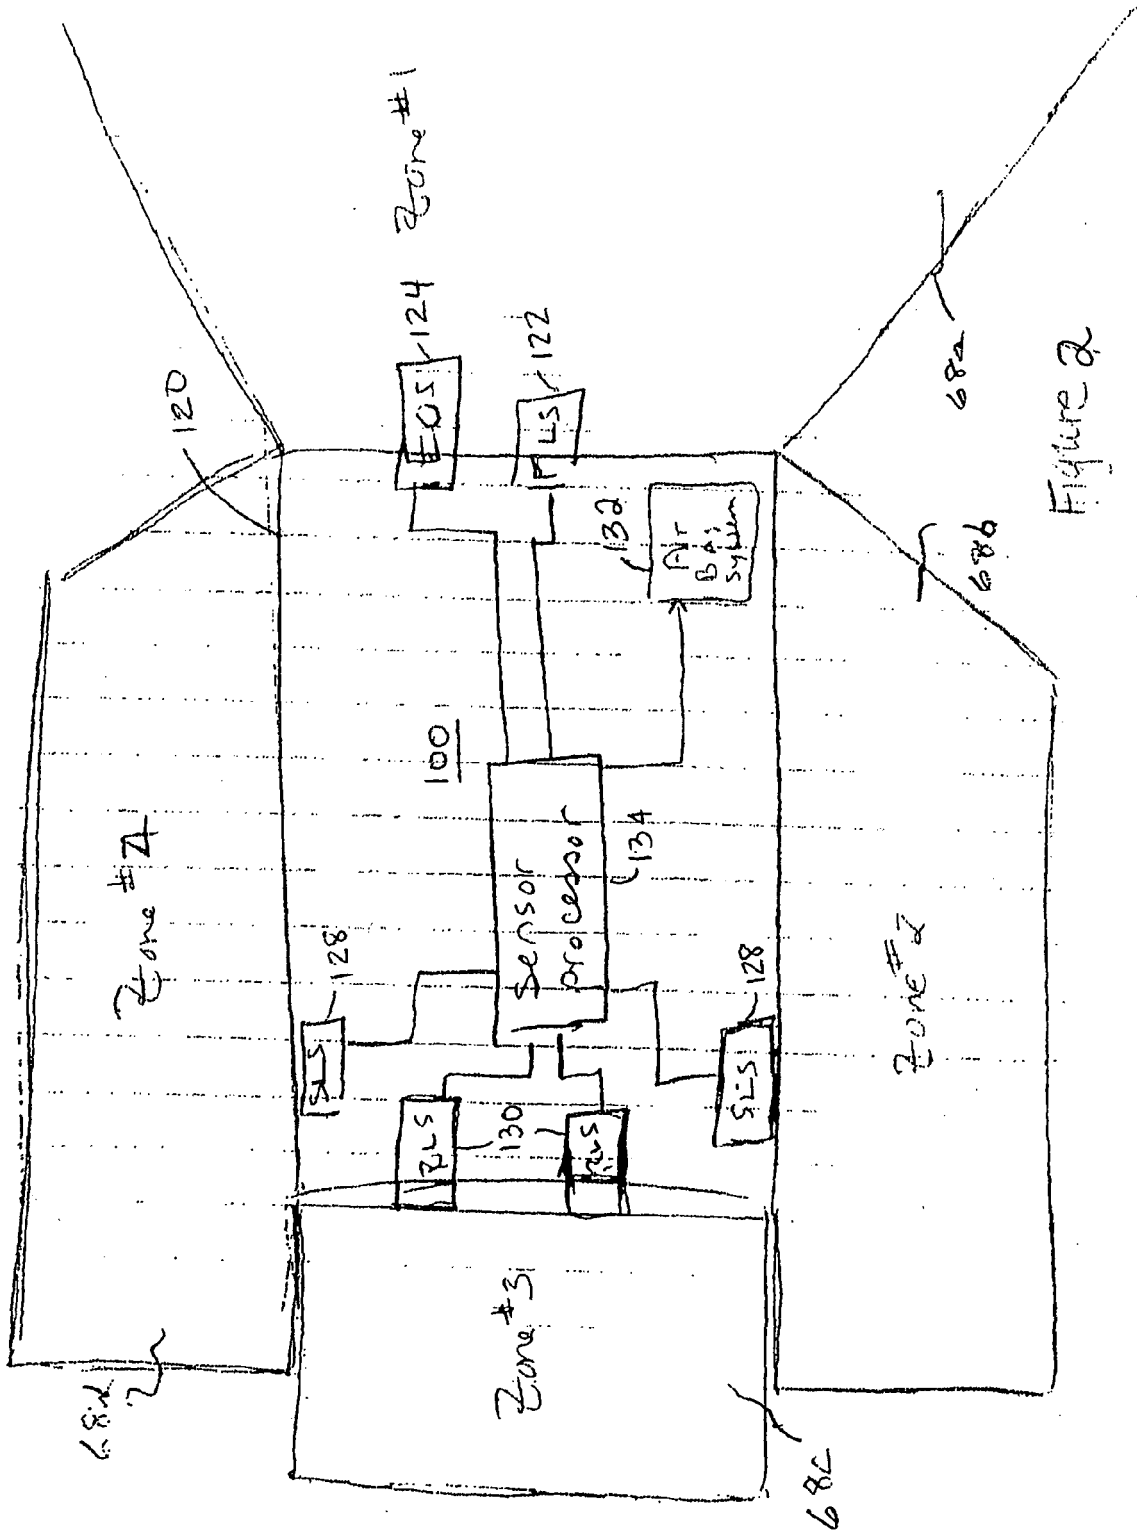 Zone #1
124
EOS
122
FLS
120
132
Air
Bag
System
100
Sensor
processor
134
Zone #4
128
SLS
128
SLS
RLS
130
RLS
Zone #2
Zone #3
68a
68b
68c
68d
Figure 2